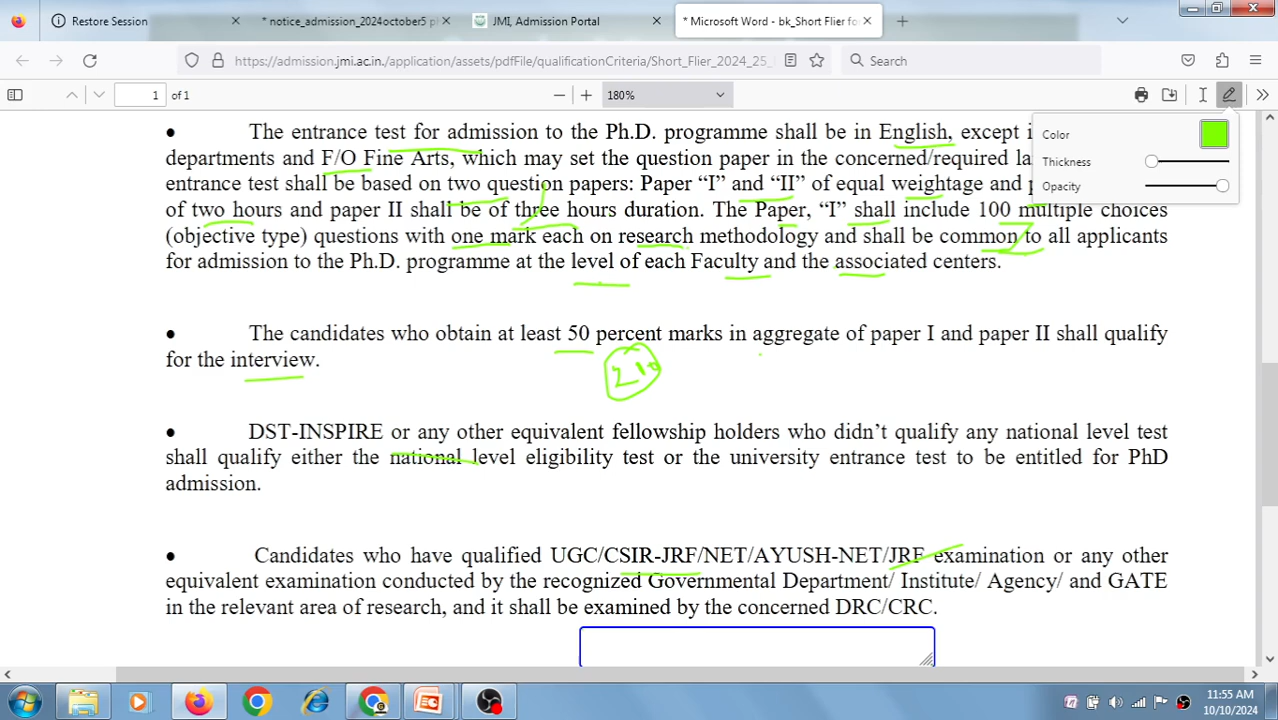 Restore Session
* notice_admission_2024october5 p
JMI, Admission Portal
* Microsoft Word - bk_Short Flier fo
https://admission.jmi.ac.in./application/assets/pdfFile/qulificationCriteria/Short_Flier_2024_25_
Search
1 of 1
180%
Color
Thickness
Opacity
• The entrance test for admission to the Ph.D. programme shall be in English, except i
departments and F/O Fine Arts, which may set the question paper in the concerned/required la
entrance test shall be based on two question papers: Paper “I” and “II” of equal weightage and p
of two hours and paper II shall be of three hours duration. The Paper, “I” shall include 100 multiple choices
(objective type) questions with one mark each on research methodology and shall be common to all applicants
for admission to the Ph.D. programme at the level of each Faculty and the associated centers.
• The candidates who obtain at least 50 percent marks in aggregate of paper I and paper II shall qualify
for the interview.
• DST-INSPIRE or any other equivalent fellowship holders who didn’t qualify any national level test
shall qualify either the national level eligibility test or the university entrance test to be entitled for PhD
admission.
• Candidates who have qualified UGC/CSIR-JRF/NET/AYUSH-NET/JRF examination or any other
equivalent examination conducted by the recognized Governmental Department/ Institute/ Agency/ and GATE
in the relevant area of research, and it shall be examined by the concerned DRC/CRC.
11:55 AM
10/10/2024